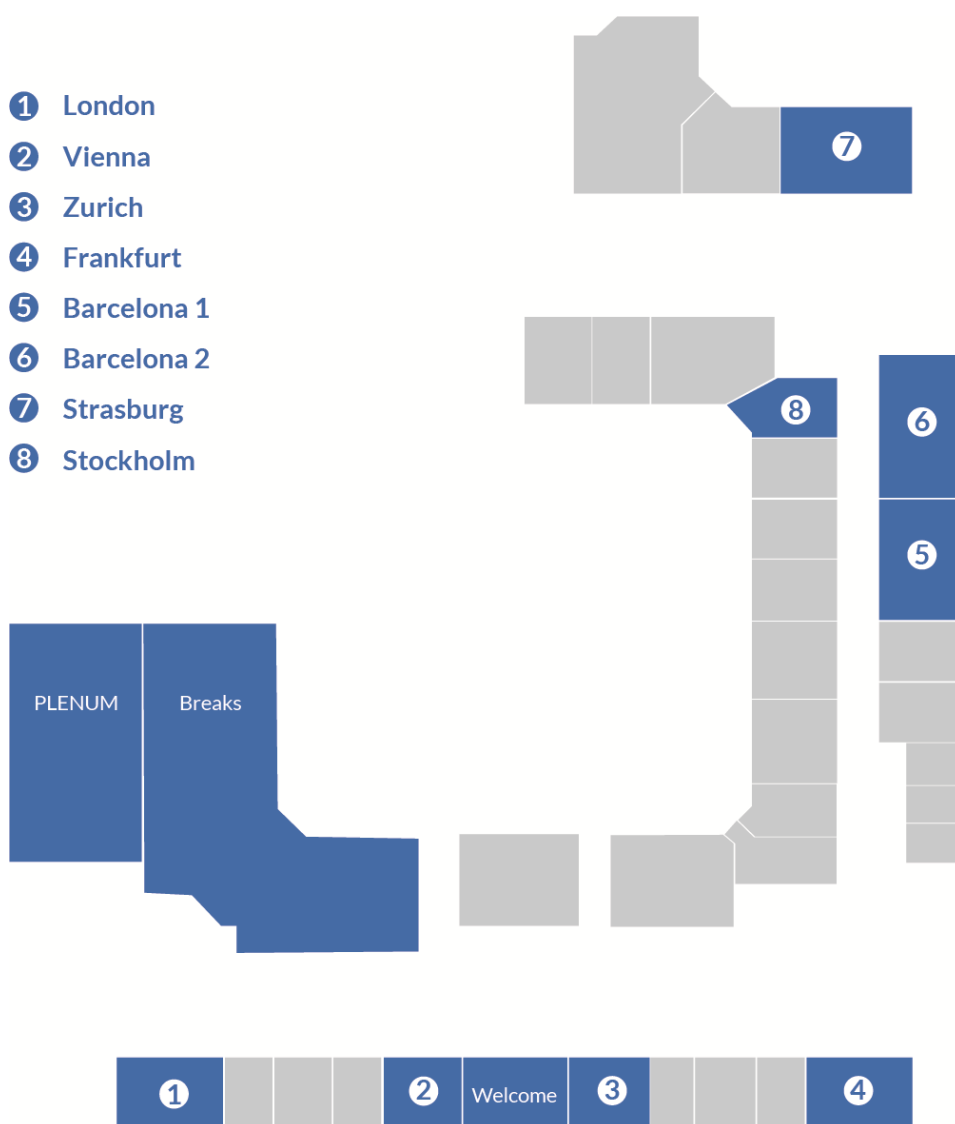 1 London
2 Vienna
3 Zurich
4 Frankfurt
5 Barcelona 1
6 Barcelona 2
7 Strasburg
8 Stockholm
7
8
6
5
PLENUM
Breaks
1
2
Welcome
3
4